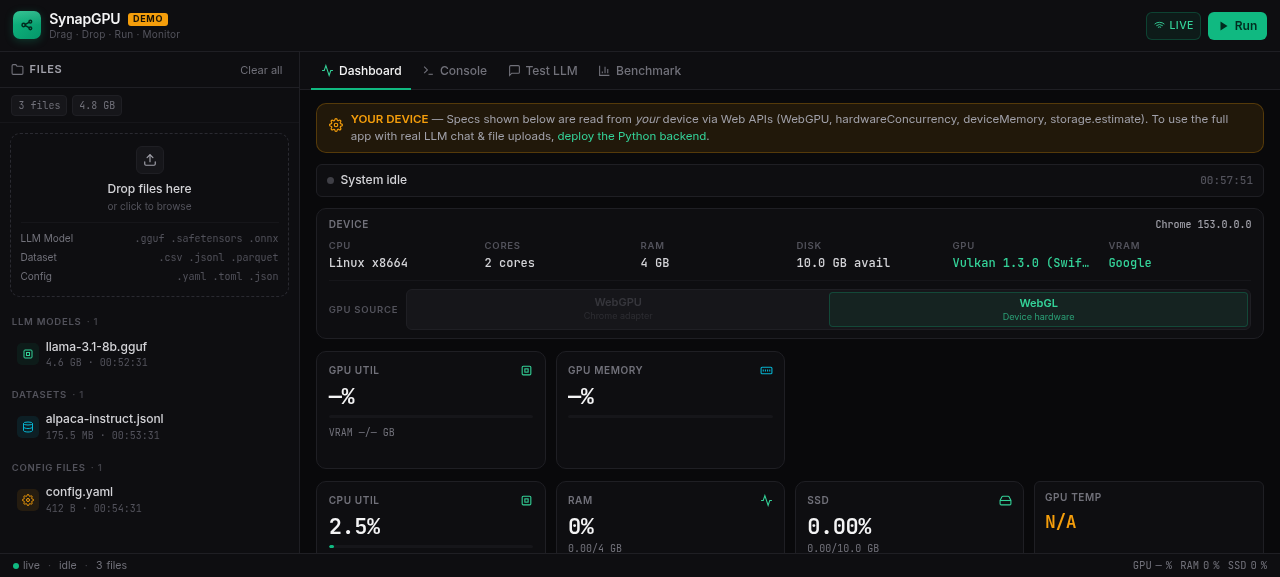 SynapGPU DEMO
Drag · Drop · Run · Monitor
LIVE
Run
FILES
Clear all
3 files
4.8 GB
Drop files here
or click to browse
LLM Model .gguf .safetensors .onnx
Dataset .csv .jsonl .parquet
Config .yaml .toml .json
LLM MODELS · 1
llama-3.1-8b.gguf
4.6 GB · 00:52:31
DATASETS · 1
alpaca-instruct.jsonl
175.5 MB · 00:53:31
CONFIG FILES · 1
config.yaml
412 B · 00:54:31
Dashboard
Console
Test LLM
Benchmark
YOUR DEVICE — Specs shown below are read from your device via Web APIs (WebGPU, hardwareConcurrency, deviceMemory, storage.estimate). To use the full
app with real LLM chat & file uploads, deploy the Python backend.
System idle 00:57:51
DEVICE Chrome 153.0.0.0
CPU CORES RAM DISK GPU VRAM
Linux x8664 2 cores 4 GB 10.0 GB avail Vulkan 1.3.0 (Swif… Google
GPU SOURCE
WebGPU
Chrome adapter
WebGL
Device hardware
GPU UTIL
—%
VRAM —/— GB
GPU MEMORY
—%
CPU UTIL
2.5%
RAM
0%
0.00/4 GB
SSD
0.00%
0.00/10.0 GB
GPU TEMP
N/A
live · idle · 3 files
GPU — % RAM 0 % SSD 0 %